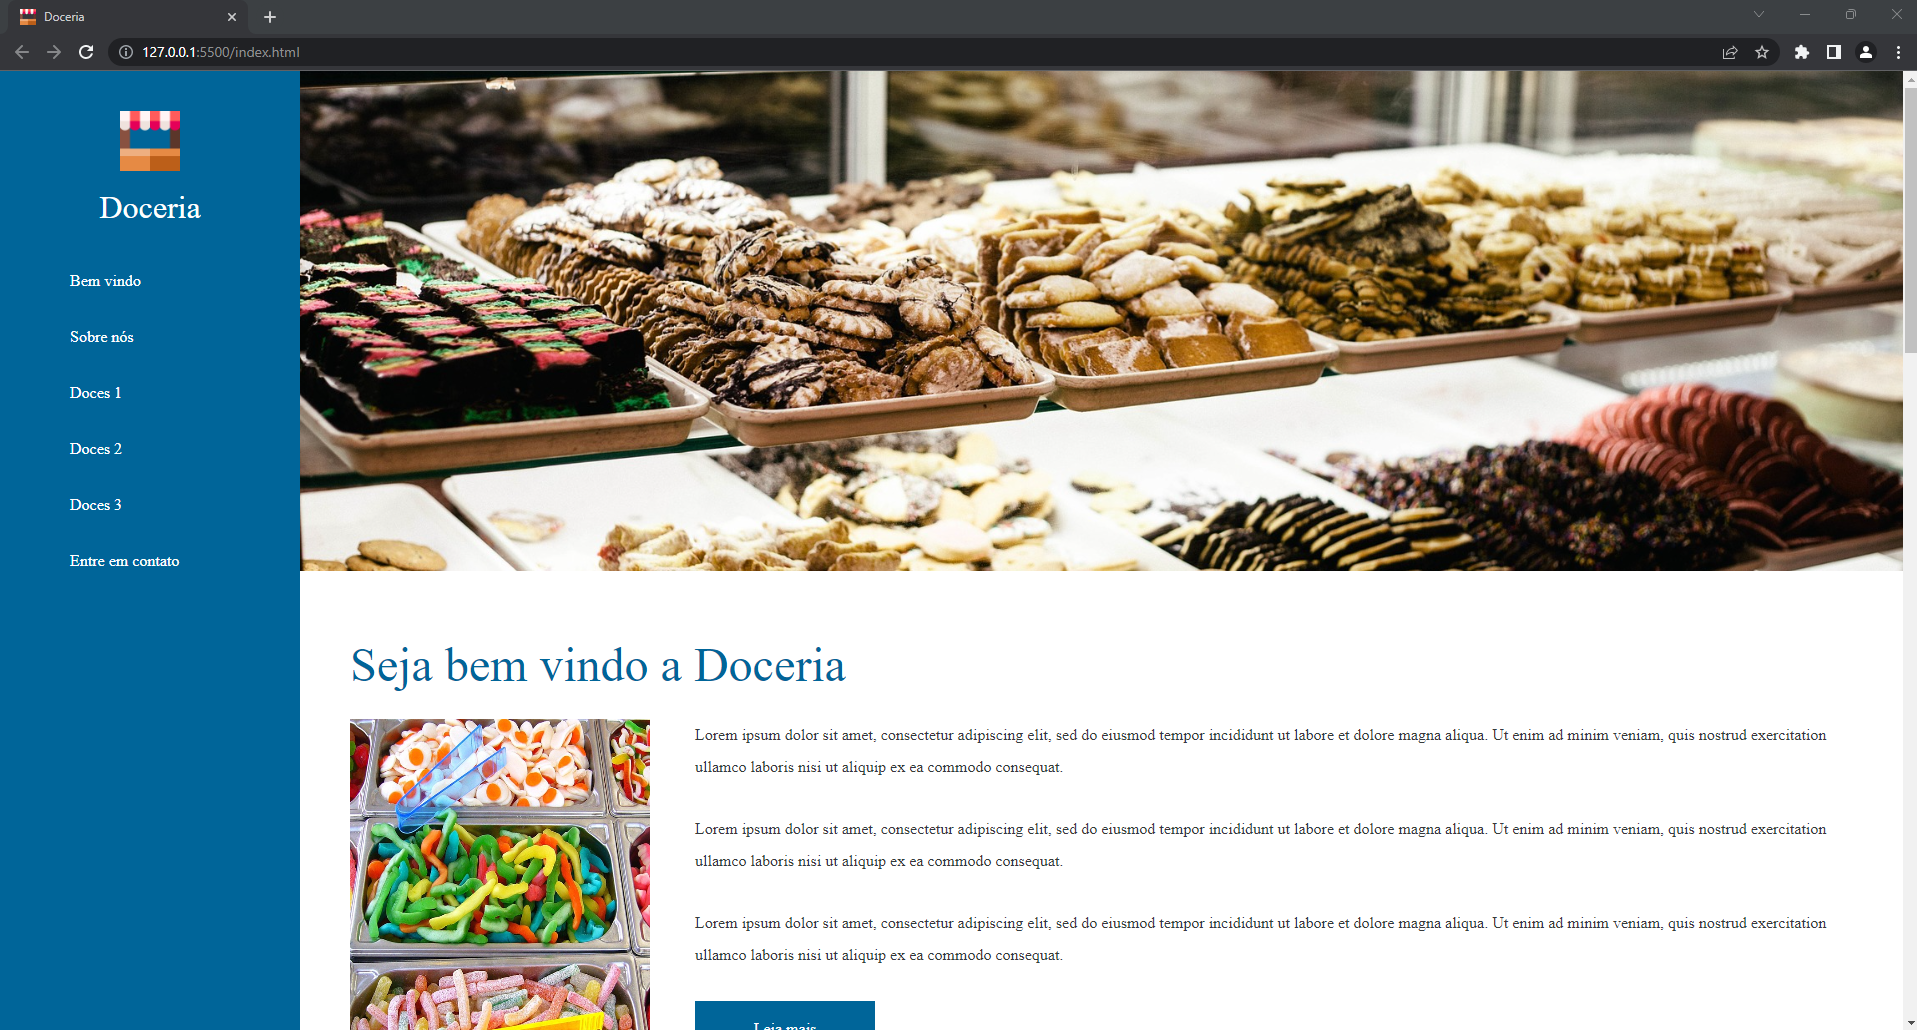 Doceria
127.0.0.1:5500/index.html
Doceria
Bem vindo
Sobre nós
Doces 1
Doces 2
Doces 3
Entre em contato
Seja bem vindo a Doceria
Lorem ipsum dolor sit amet, consectetur adipiscing elit, sed do eiusmod tempor incididunt ut labore et dolore magna aliqua. Ut enim ad minim veniam, quis nostrud exercitation
ullamco laboris nisi ut aliquip ex ea commodo consequat.
Lorem ipsum dolor sit amet, consectetur adipiscing elit, sed do eiusmod tempor incididunt ut labore et dolore magna aliqua. Ut enim ad minim veniam, quis nostrud exercitation
ullamco laboris nisi ut aliquip ex ea commodo consequat.
Lorem ipsum dolor sit amet, consectetur adipiscing elit, sed do eiusmod tempor incididunt ut labore et dolore magna aliqua. Ut enim ad minim veniam, quis nostrud exercitation
ullamco laboris nisi ut aliquip ex ea commodo consequat.
Leia mais